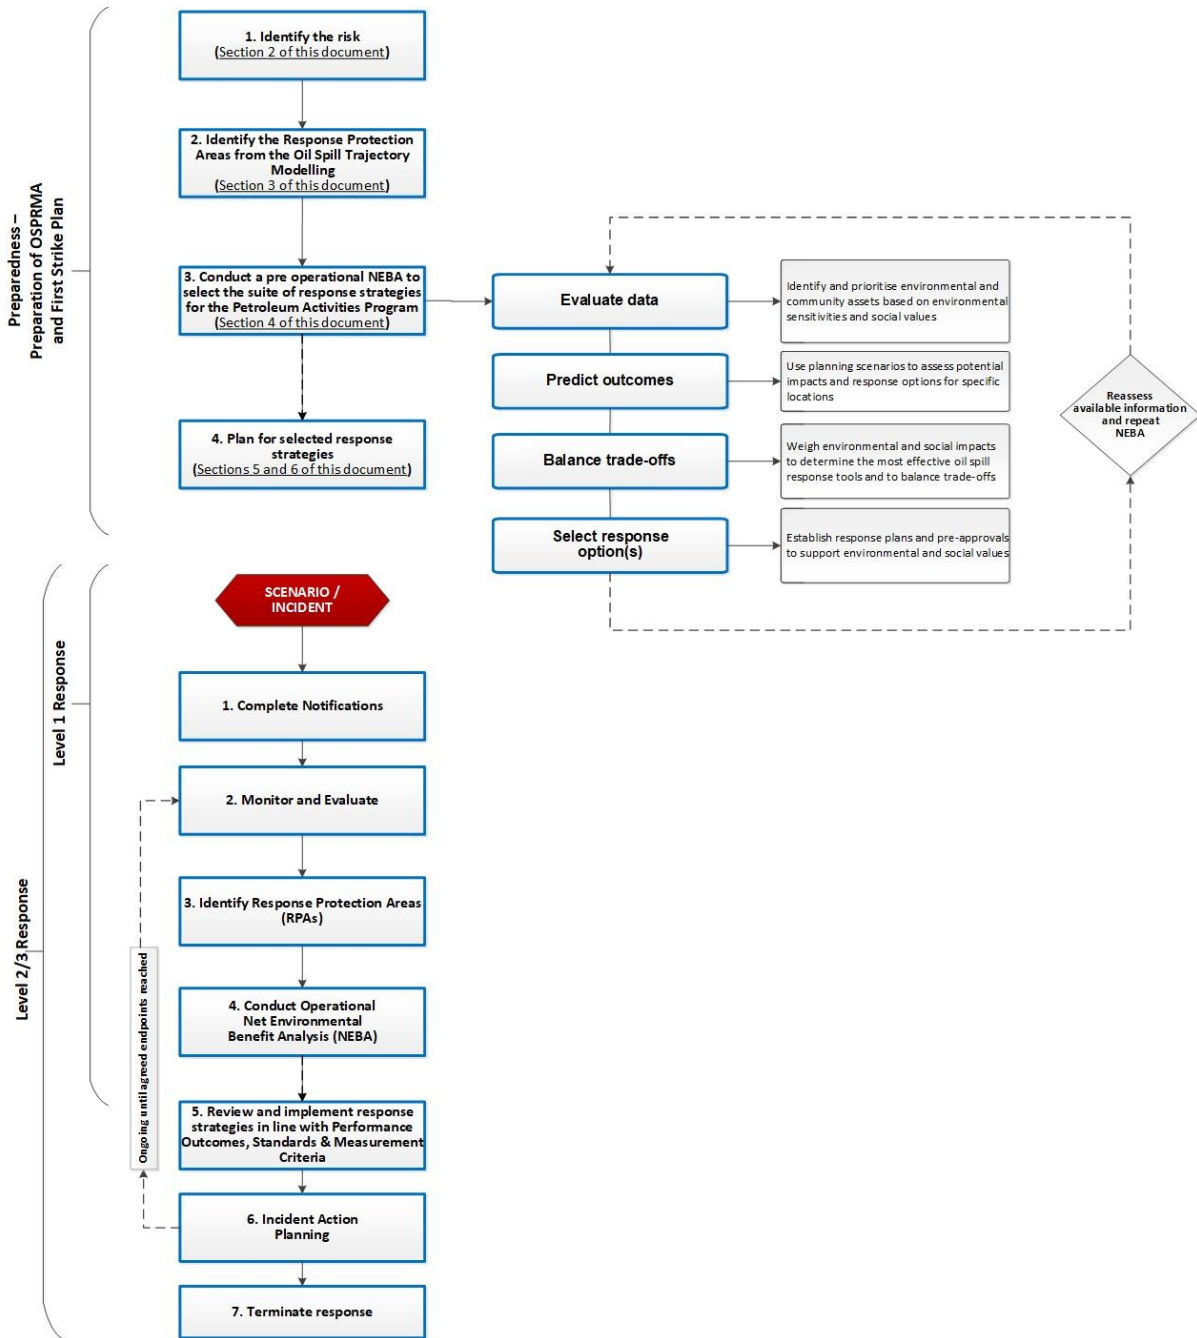 Preparedness –
Preparation of OSPRMA
and First Strike Plan
1. Identify the risk
(Section 2 of this document)
2. Identify the Response Protection
Areas from the Oil Spill Trajectory
Modelling
(Section 3 of this document)
3. Conduct a pre operational NEBA to
select the suite of response strategies
for the Petroleum Activities Program
(Section 4 of this document)
4. Plan for selected response
strategies
(Sections 5 and 6 of this document)
Evaluate data
Identify and prioritise environmental and
community assets based on environmental
sensitivities and social values
Predict outcomes
Use planning scenarios to assess potential
impacts and response options for specific
locations
Balance trade-offs
Weigh environmental and social impacts
to determine the most effective oil spill
response tools and to balance trade-offs
Select response
option(s)
Establish response plans and pre-approvals
to support environmental and social values
Reassess
available information
and repeat
NEBA
Level 2/3 Response
Level 1 Response
SCENARIO /
INCIDENT
1. Complete Notifications
2. Monitor and Evaluate
3. Identify Response Protection Areas
(RPAs)
4. Conduct Operational
Net Environmental
Benefit Analysis (NEBA)
5. Review and implement response
strategies in line with Performance
Outcomes, Standards & Measurement
Criteria
6. Incident Action
Planning
7. Terminate response
Ongoing until agreed endpoints reached